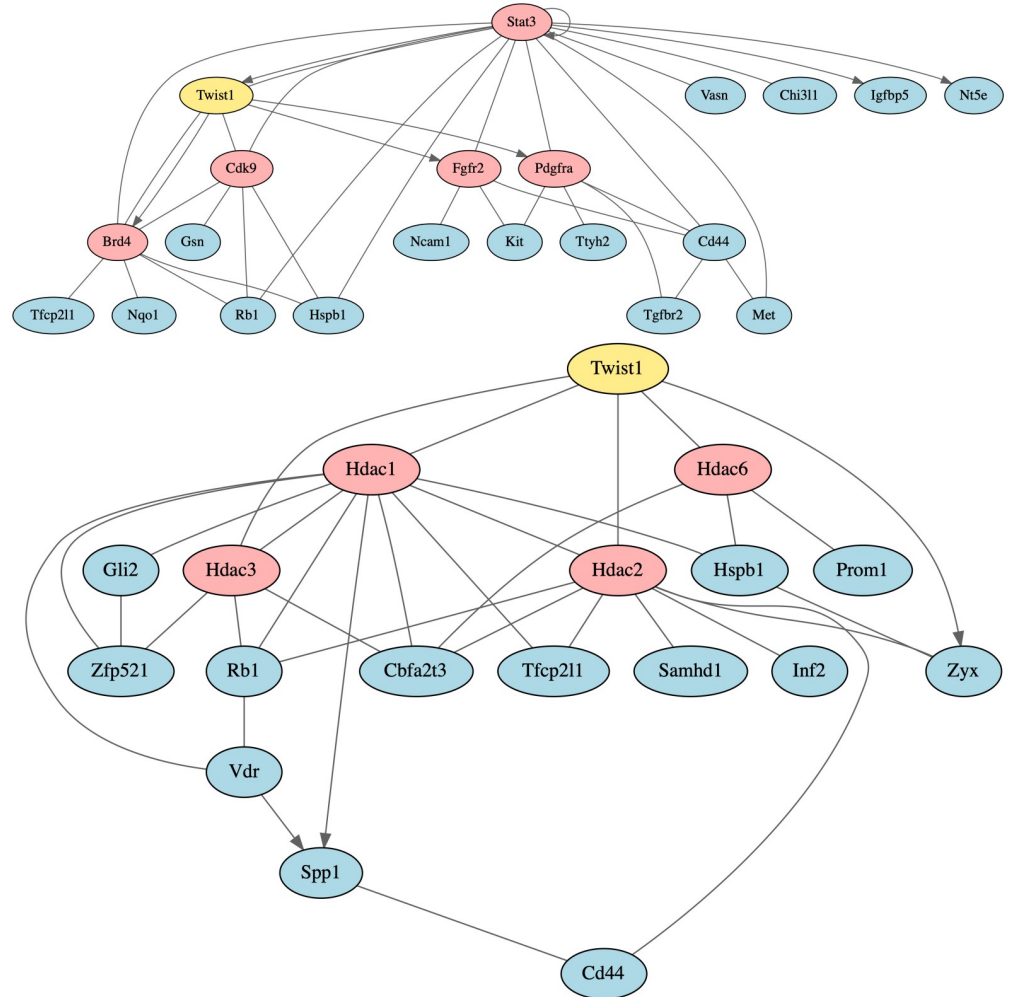 Stat3
Twist1
Vasn
Chi3l1
Igfbp5
Nt5e
Cdk9
Fgfr2
Pdgfra
Brd4
Gsn
Ncam1
Kit
Ttyh2
Cd44
Tfcp2l1
Nqo1
Rb1
Hspb1
Tgfbr2
Met
Twist1
Hdac1
Hdac6
Gli2
Hdac3
Hdac2
Hspb1
Prom1
Zfp521
Rb1
Cbfa2t3
Tfcp2l1
Samhd1
Inf2
Zyx
Vdr
Spp1
Cd44